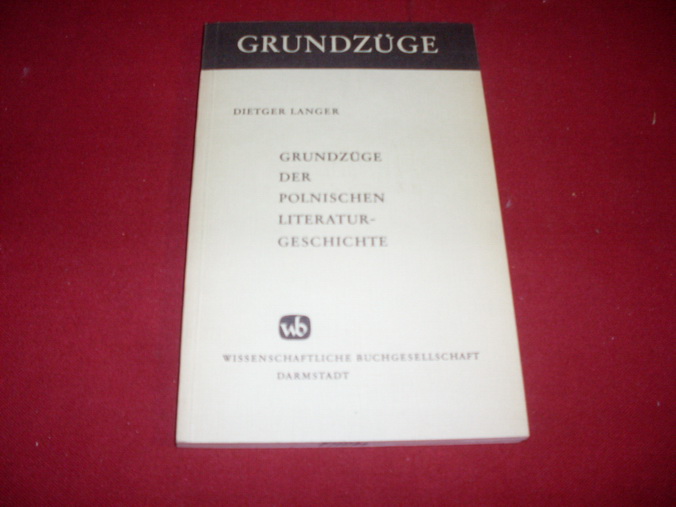 GRUNDZÜGE
DIETGER LANGER
GRUNDZÜGE
DER
POLNISCHEN
LITERATUR-
GESCHICHTE
wb
WISSENSCHAFTLICHE BUCHGESELLSCHAFT
DARMSTADT